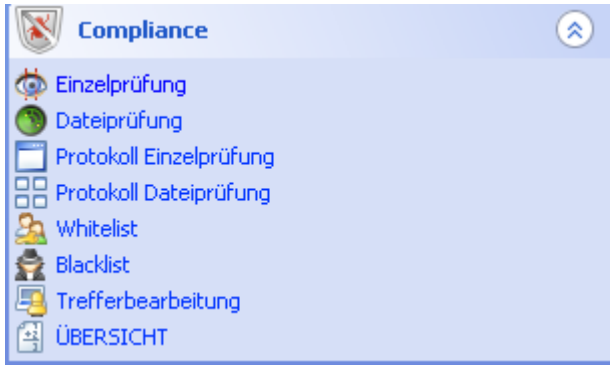 Compliance
Einzelprüfung
Dateiprüfung
Protokoll Einzelprüfung
Protokoll Dateiprüfung
Whitelist
Blacklist
Trefferbearbeitung
ÜBERSICHT